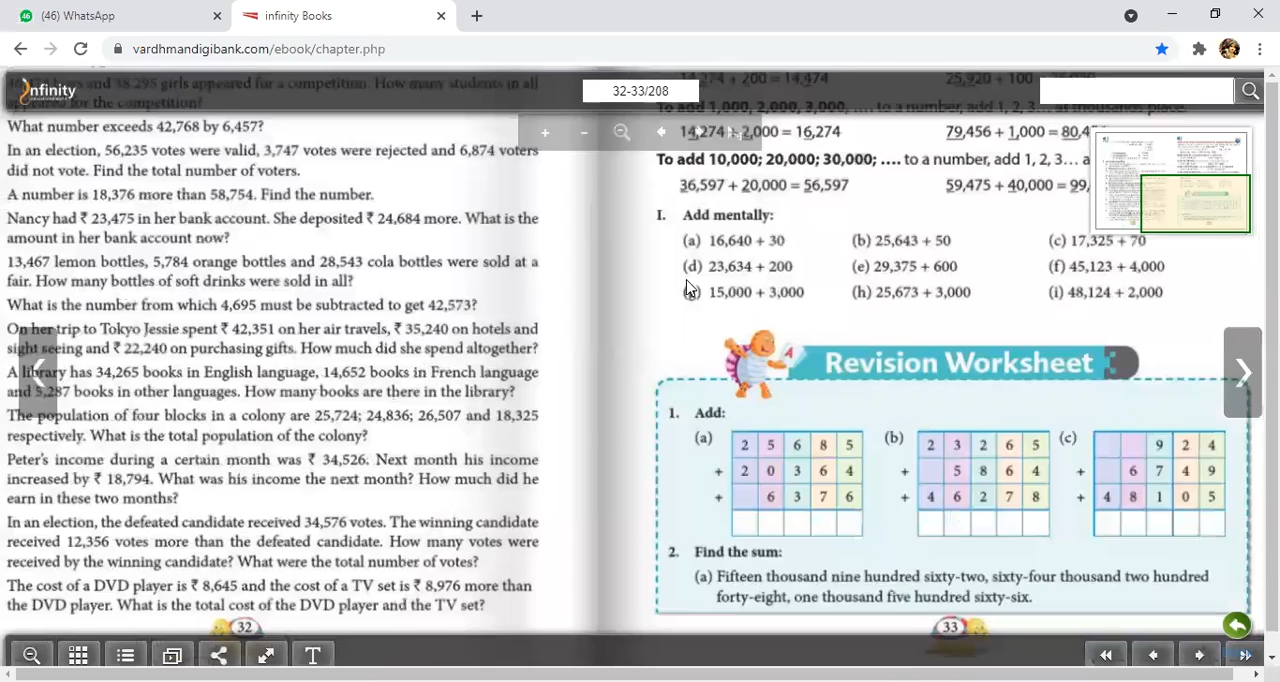 (46) WhatsApp
infinity Books
vardhmandigibank.com/ebook/chapter.php
and 38,295 girls appeared for a competition. How many students in all
appeared for the competition?
infinity
32-33/208
What number exceeds 42,768 by 6,457?
In an election, 56,235 votes were valid, 3,747 votes were rejected and 6,874 voters
did not vote. Find the total number of voters.
A number is 18,376 more than 58,754. Find the number.
Nancy had ₹ 23,475 in her bank account. She deposited ₹ 24,684 more. What is the
amount in her bank account now?
13,467 lemon bottles, 5,784 orange bottles and 28,543 cola bottles were sold at a
fair. How many bottles of soft drinks were sold in all?
What is the number from which 4,695 must be subtracted to get 42,573?
On her trip to Tokyo Jessie spent ₹ 42,351 on her air travels, ₹ 35,240 on hotels and
sight seeing and ₹ 22,240 on purchasing gifts. How much did she spend altogether?
A library has 34,265 books in English language, 14,652 books in French language
and 5,287 books in other languages. How many books are there in the library?
The population of four blocks in a colony are 25,724; 24,836; 26,507 and 18,325
respectively. What is the total population of the colony?
Peter's income during a certain month was ₹ 34,526. Next month his income
increased by ₹ 18,794. What was his income the next month? How much did he
earn in these two months?
In an election, the defeated candidate received 34,576 votes. The winning candidate
received 12,356 votes more than the defeated candidate. How many votes were
received by the winning candidate? What were the total number of votes?
The cost of a DVD player is ₹ 8,645 and the cost of a TV set is ₹ 8,976 more than
the DVD player. What is the total cost of the DVD player and the TV set?
32
14,274 + 200 = 14,474 25,920 + 100
To add 1,000, 2,000, 3,000, .... to a number, add 1, 2, 3... at thousands place.
14,274 + 2,000 = 16,274 79,456 + 1,000 = 80,4
To add 10,000; 20,000; 30,000; .... to a number, add 1, 2, 3... a
36,597 + 20,000 = 56,597 59,475 + 40,000 = 99,
I. Add mentally:
(a) 16,640 + 30 (b) 25,643 + 50 (c) 17,325 + 70
(d) 23,634 + 200 (e) 29,375 + 600 (f) 45,123 + 4,000
15,000 + 3,000 (h) 25,673 + 3,000 (i) 48,124 + 2,000
Revision Worksheet
1. Add:
(a) 2 5 6 8 5 (b) 2 3 2 6 5 (c) 9 2 4
+ 2 0 3 6 4 + 5 8 6 4 + 6 7 4 9
+ 6 3 7 6 + 4 6 2 7 8 + 4 8 1 0 5
2. Find the sum:
(a) Fifteen thousand nine hundred sixty-two, sixty-four thousand two hundred
forty-eight, one thousand five hundred sixty-six.
33